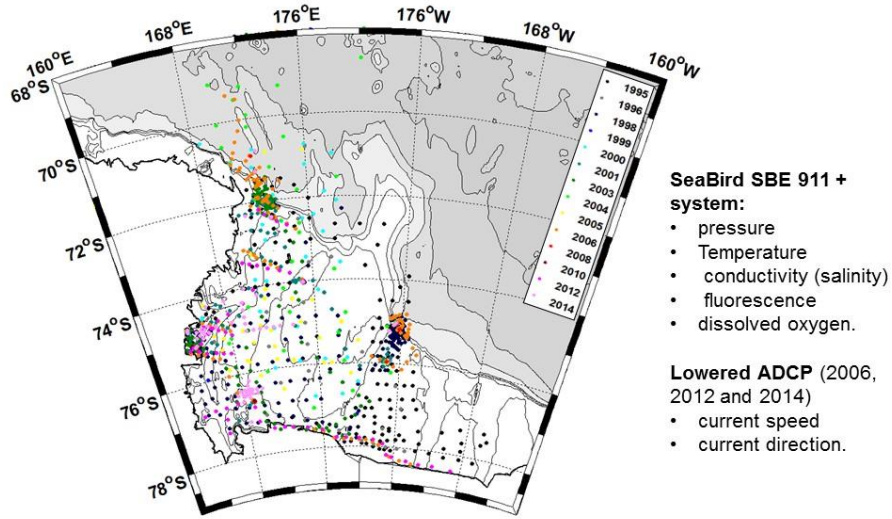 160°E
168°E
176°E
176°W
168°W
160°W
68°S
70°S
72°S
74°S
76°S
78°S
1995
1996
1998
1999
2000
2001
2003
2004
2005
2006
2008
2010
2012
2014
SeaBird SBE 911 +
system:
• pressure
• Temperature
• conductivity (salinity)
• fluorescence
• dissolved oxygen.
Lowered ADCP (2006,
2012 and 2014)
• current speed
• current direction.